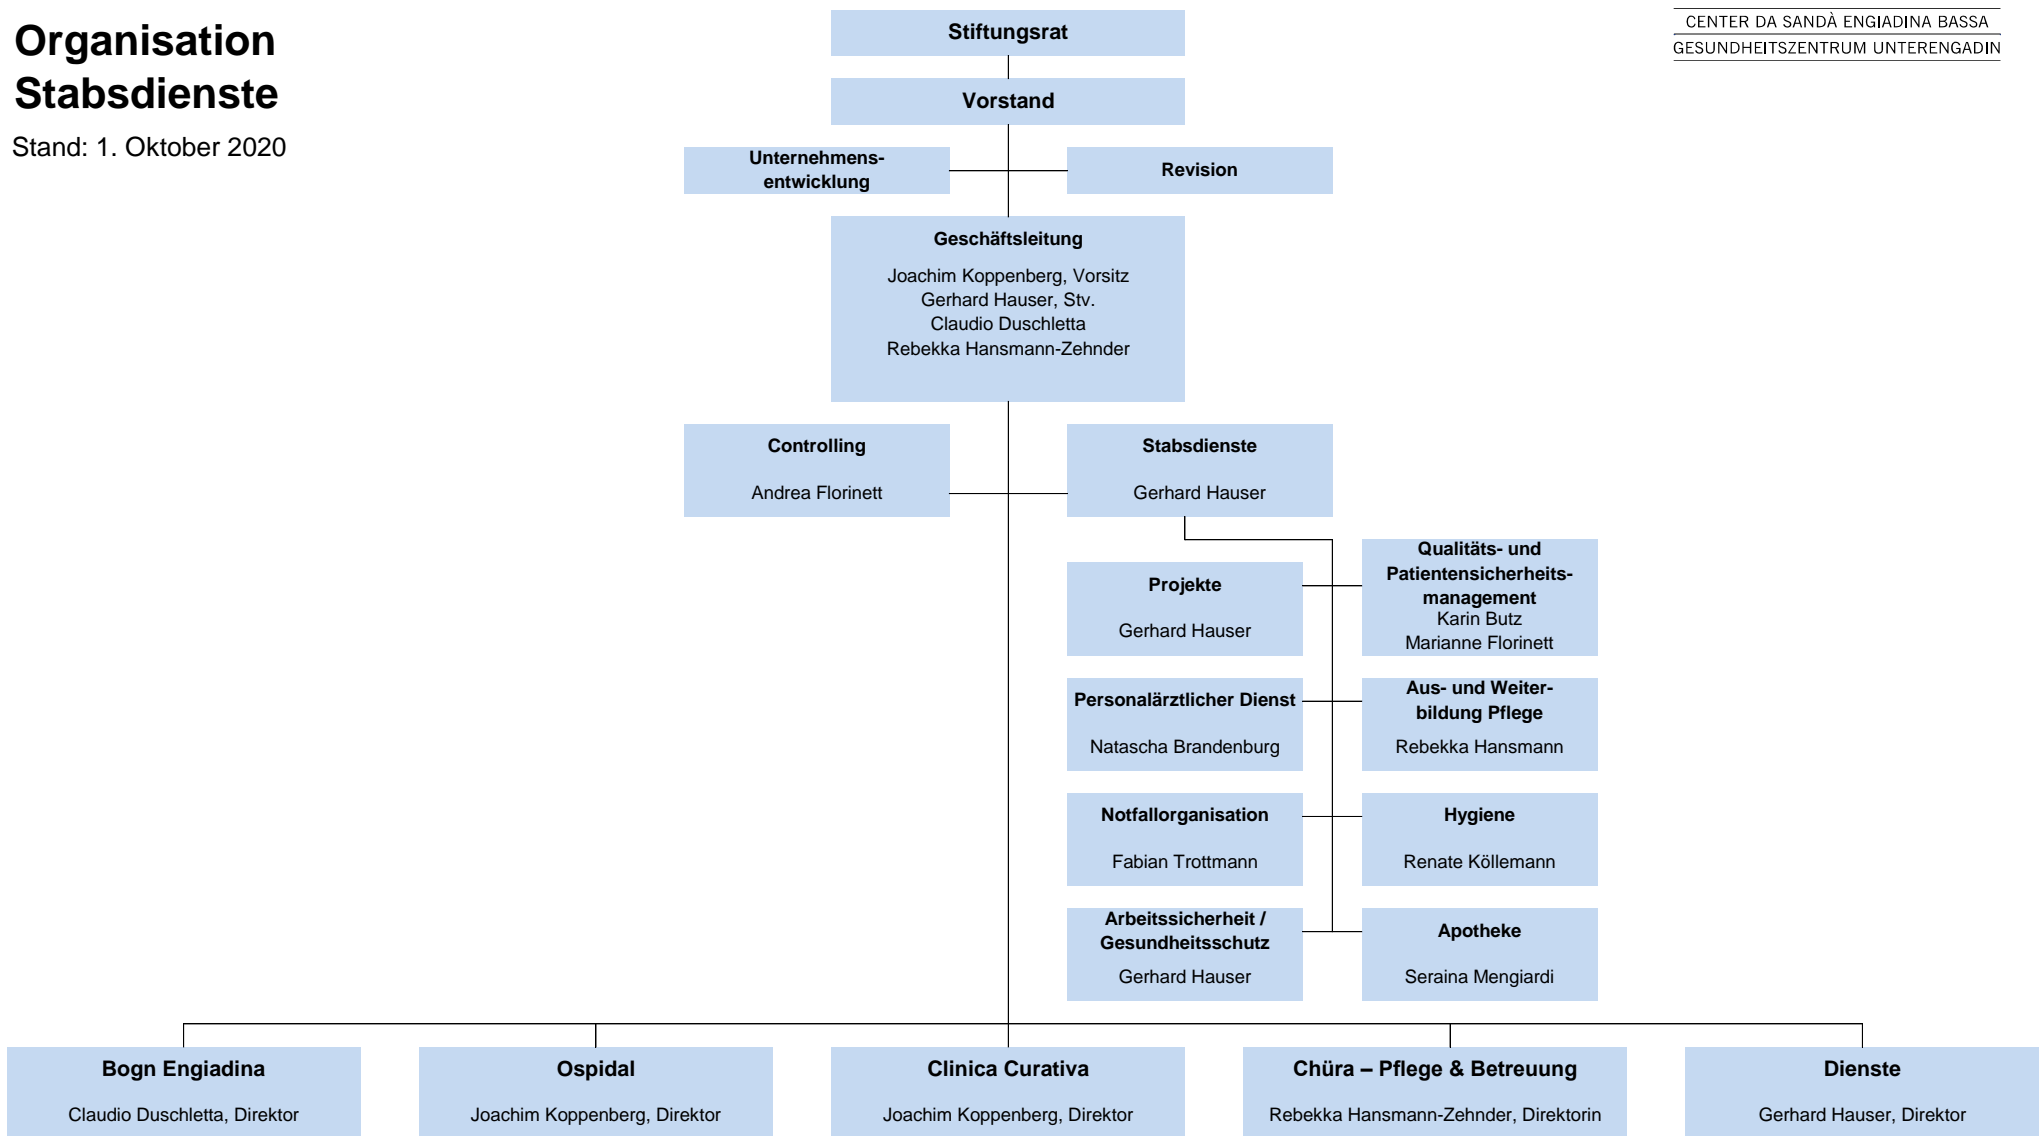 Organisation
Stabsdienste
Stand: 1. Oktober 2020
CENTER DA SANDÀ ENGIADINA BASSA
GESUNDHEITSZENTRUM UNTERENGADIN
Stiftungsrat
Vorstand
Unternehmens-
entwicklung
Revision
Geschäftsleitung
Joachim Koppenberg, Vorsitz
Gerhard Hauser, Stv.
Claudio Duschletta
Rebekka Hansmann-Zehnder
Controlling
Andrea Florinett
Stabsdienste
Gerhard Hauser
Projekte
Gerhard Hauser
Qualitäts- und
Patientensicherheits-
management
Karin Butz
Marianne Florinett
Personalärztlicher Dienst
Natascha Brandenburg
Aus- und Weiter-
bildung Pflege
Rebekka Hansmann
Notfallorganisation
Fabian Trottmann
Hygiene
Renate Köllemann
Arbeitssicherheit /
Gesundheitsschutz
Gerhard Hauser
Apotheke
Seraina Mengiardi
Bogn Engiadina
Claudio Duschletta, Direktor
Ospidal
Joachim Koppenberg, Direktor
Clinica Curativa
Joachim Koppenberg, Direktor
Chüra – Pflege & Betreuung
Rebekka Hansmann-Zehnder, Direktorin
Dienste
Gerhard Hauser, Direktor